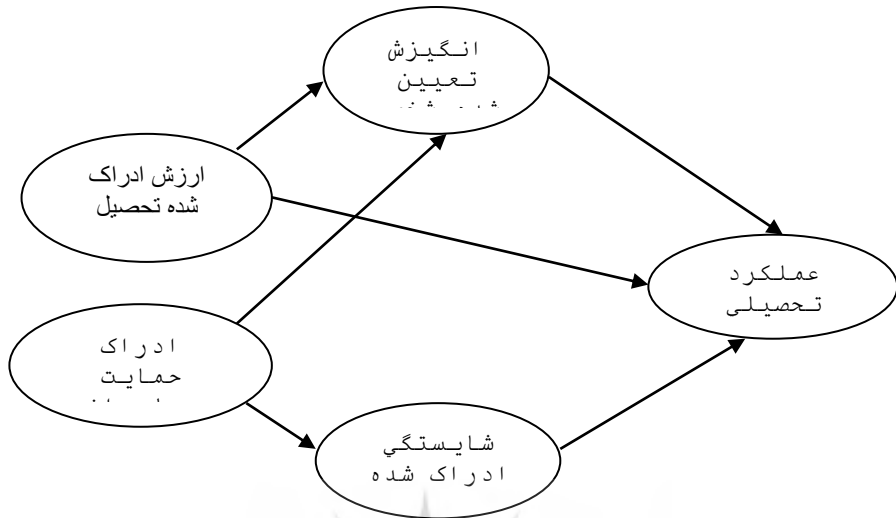 انگیزش
تعیین
ارزش ادراک
شده تحصیل
عملکرد
تحصیلی
ادراک
حمایت
شایستگي
ادراک شده